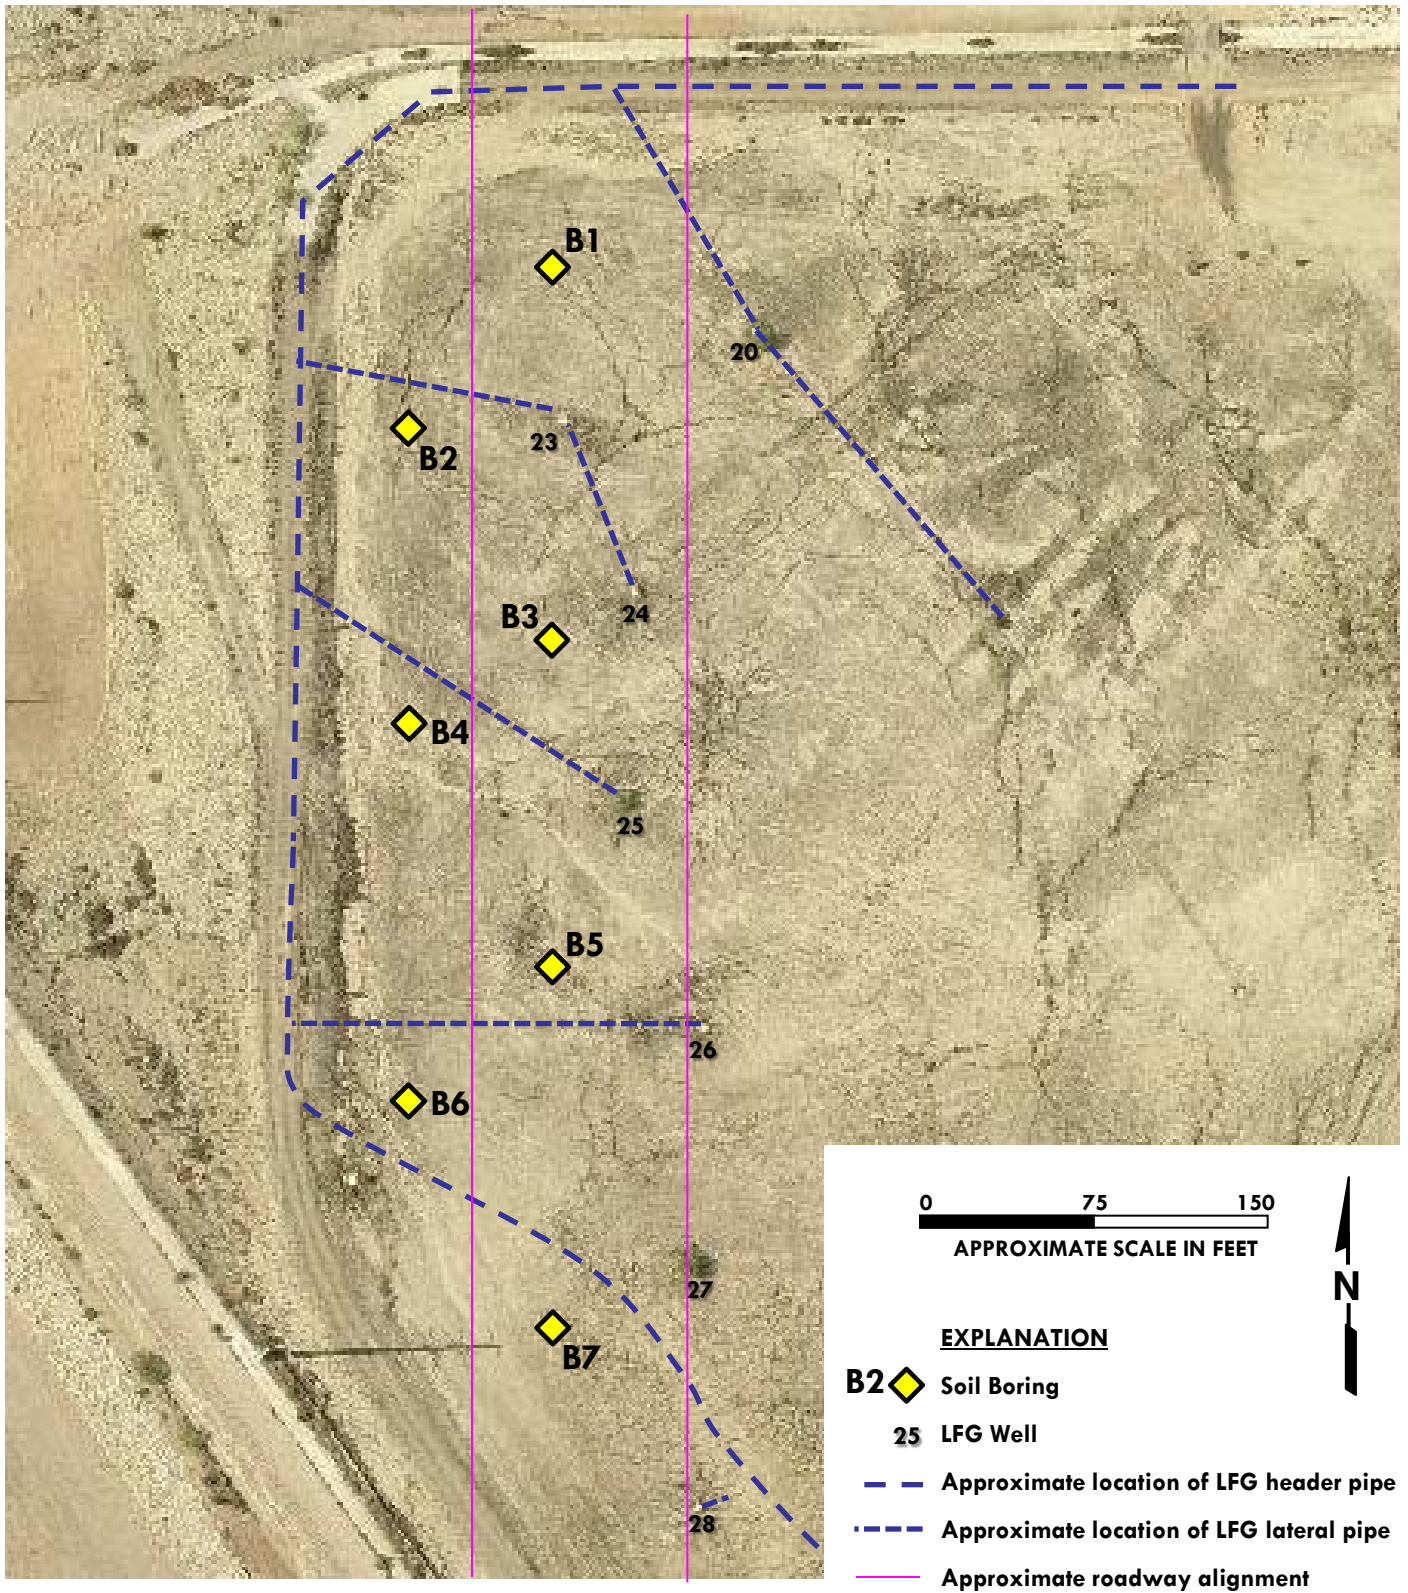 B1
20
23
B2
24
B3
B4
25
B5
26
B6
27
B7
28
0 75 150
APPROXIMATE SCALE IN FEET
N
EXPLANATION
B2 Soil Boring
25 LFG Well
Approximate location of LFG header pipe
Approximate location of LFG lateral pipe
Approximate roadway alignment